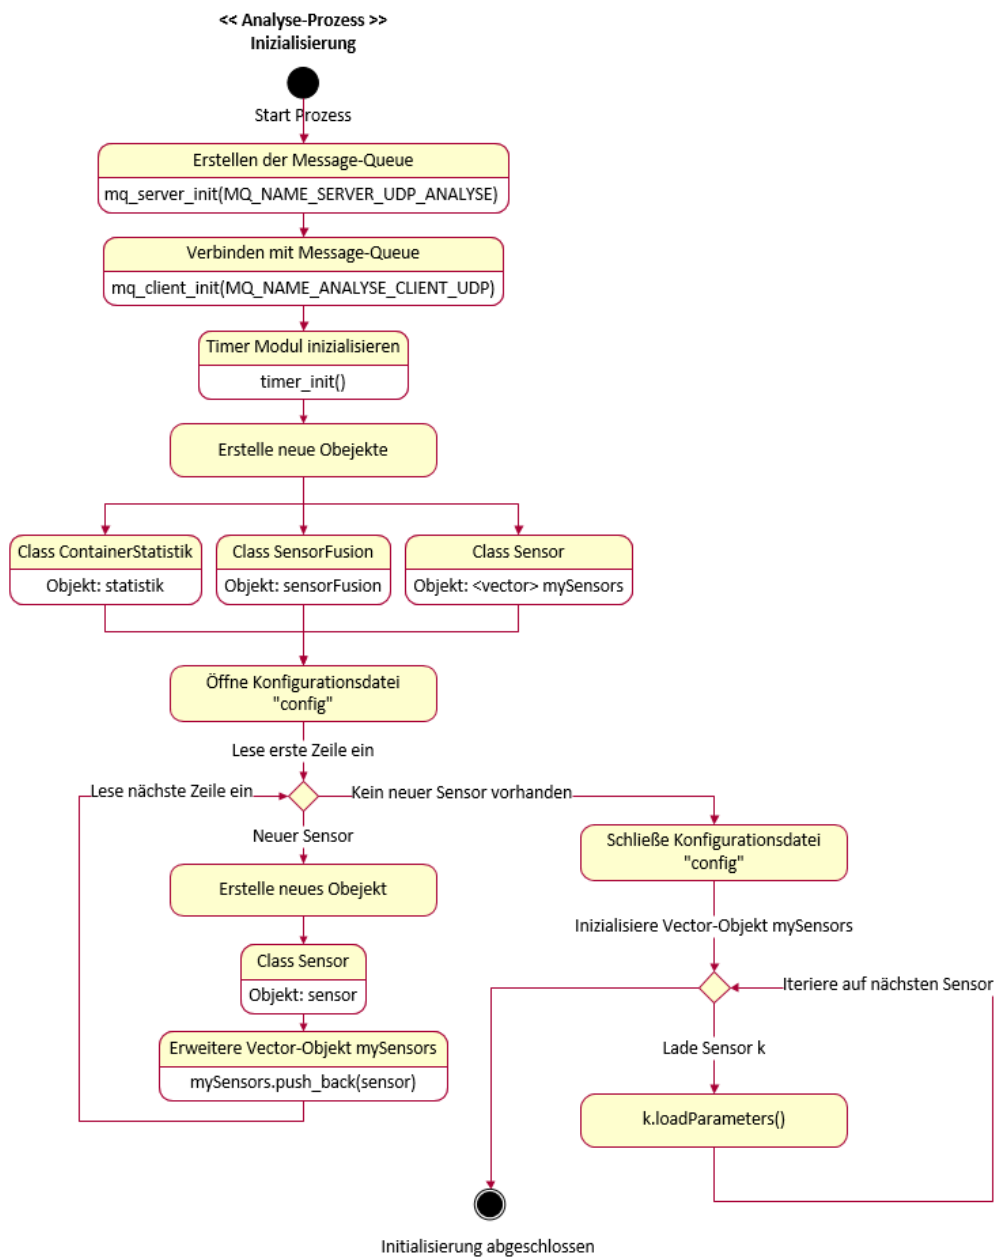 << Analyse-Prozess >>
Inizialisierung
Start Prozess
Erstellen der Message-Queue
mq_server_init(MQ_NAME_SERVER_UDP_ANALYSE)
Verbinden mit Message-Queue
mq_client_init(MQ_NAME_ANALYSE_CLIENT_UDP)
Timer Modul inizialisieren
timer_init()
Erstelle neue Obejekte
Class ContainerStatistik
Objekt: statistik
Class SensorFusion
Objekt: sensorFusion
Class Sensor
Objekt: <vector> mySensors
Öffne Konfigurationsdatei
"config"
Lese erste Zeile ein
Lese nächste Zeile ein
Kein neuer Sensor vorhanden
Neuer Sensor
Erstelle neues Obejekt
Class Sensor
Objekt: sensor
Erweitere Vector-Objekt mySensors
mySensors.push_back(sensor)
Schließe Konfigurationsdatei
"config"
Inizialisiere Vector-Objekt mySensors
Iteriere auf nächsten Sensor
Lade Sensor k
k.loadParameters()
Initialisierung abgeschlossen